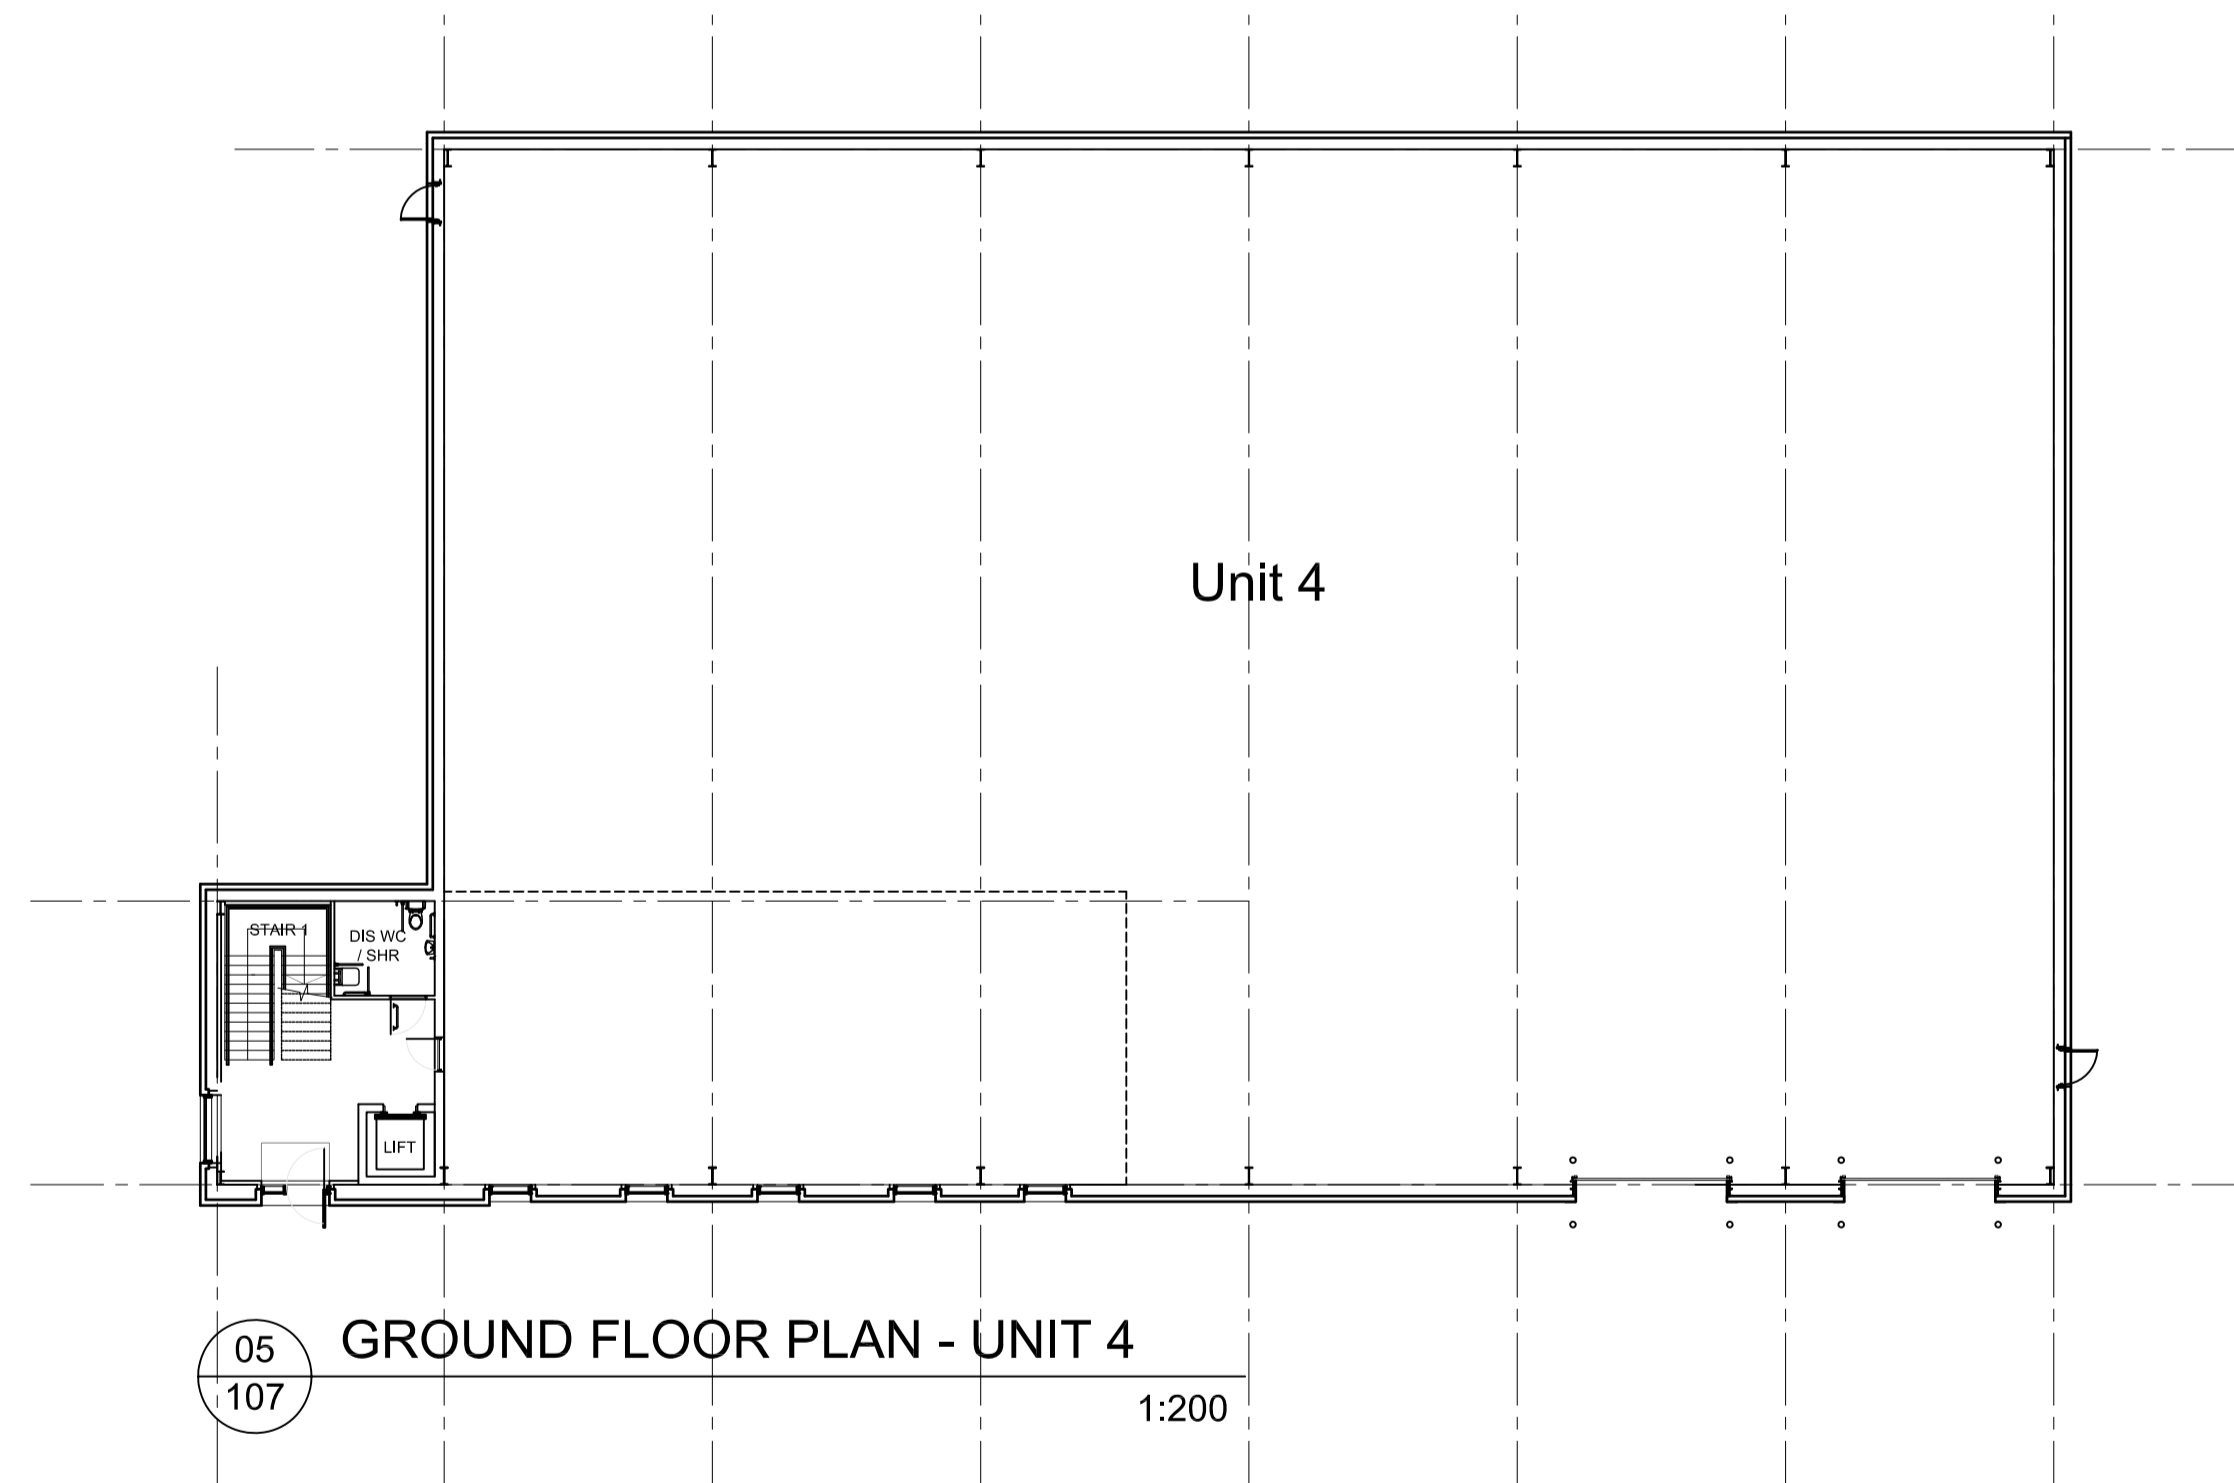 Unit 4
STAIR 1
DIS WC
/ SHR
LIFT
05
107
GROUND FLOOR PLAN - UNIT 4
1:200